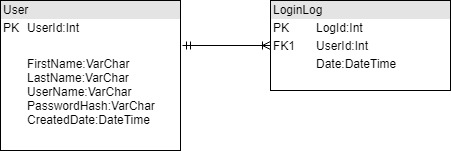 User
PK UserId:Int
FirstName:VarChar
LastName:VarChar
UserName:VarChar
PasswordHash:VarChar
CreatedDate:DateTime
LoginLog
PK LogId:Int
FK1 UserId:Int
Date:DateTime